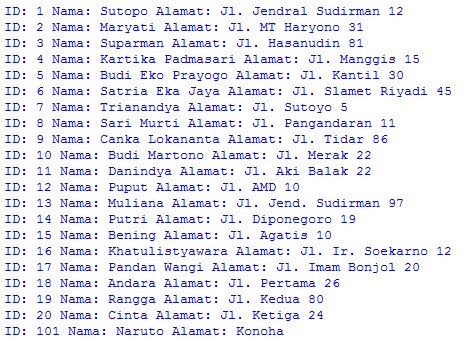 ID: 1 Nama: Sutopo Alamat: Jl. Jendral Sudirman 12
ID: 2 Nama: Maryati Alamat: Jl. MT Haryono 31
ID: 3 Nama: Suparman Alamat: Jl. Hasanudin 81
ID: 4 Nama: Kartika Padmasari Alamat: Jl. Manggis 15
ID: 5 Nama: Budi Eko Prayogo Alamat: Jl. Kantil 30
ID: 6 Nama: Satria Eka Jaya Alamat: Jl. Slamet Riyadi 45
ID: 7 Nama: Trianandya Alamat: Jl. Sutoyo 5
ID: 8 Nama: Sari Murti Alamat: Jl. Pangandaran 11
ID: 9 Nama: Canka Lokananta Alamat: Jl. Tidar 86
ID: 10 Nama: Budi Martono Alamat: Jl. Merak 22
ID: 11 Nama: Danindya Alamat: Jl. Aki Balak 22
ID: 12 Nama: Puput Alamat: Jl. AMD 10
ID: 13 Nama: Muliana Alamat: Jl. Jend. Sudirman 97
ID: 14 Nama: Putri Alamat: Jl. Diponegoro 19
ID: 15 Nama: Bening Alamat: Jl. Agatis 10
ID: 16 Nama: Khatulistyawara Alamat: Jl. Ir. Soekarno 12
ID: 17 Nama: Pandan Wangi Alamat: Jl. Imam Bonjol 20
ID: 18 Nama: Andara Alamat: Jl. Pertama 26
ID: 19 Nama: Rangga Alamat: Jl. Kedua 80
ID: 20 Nama: Cinta Alamat: Jl. Ketiga 24
ID: 101 Nama: Naruto Alamat: Konoha